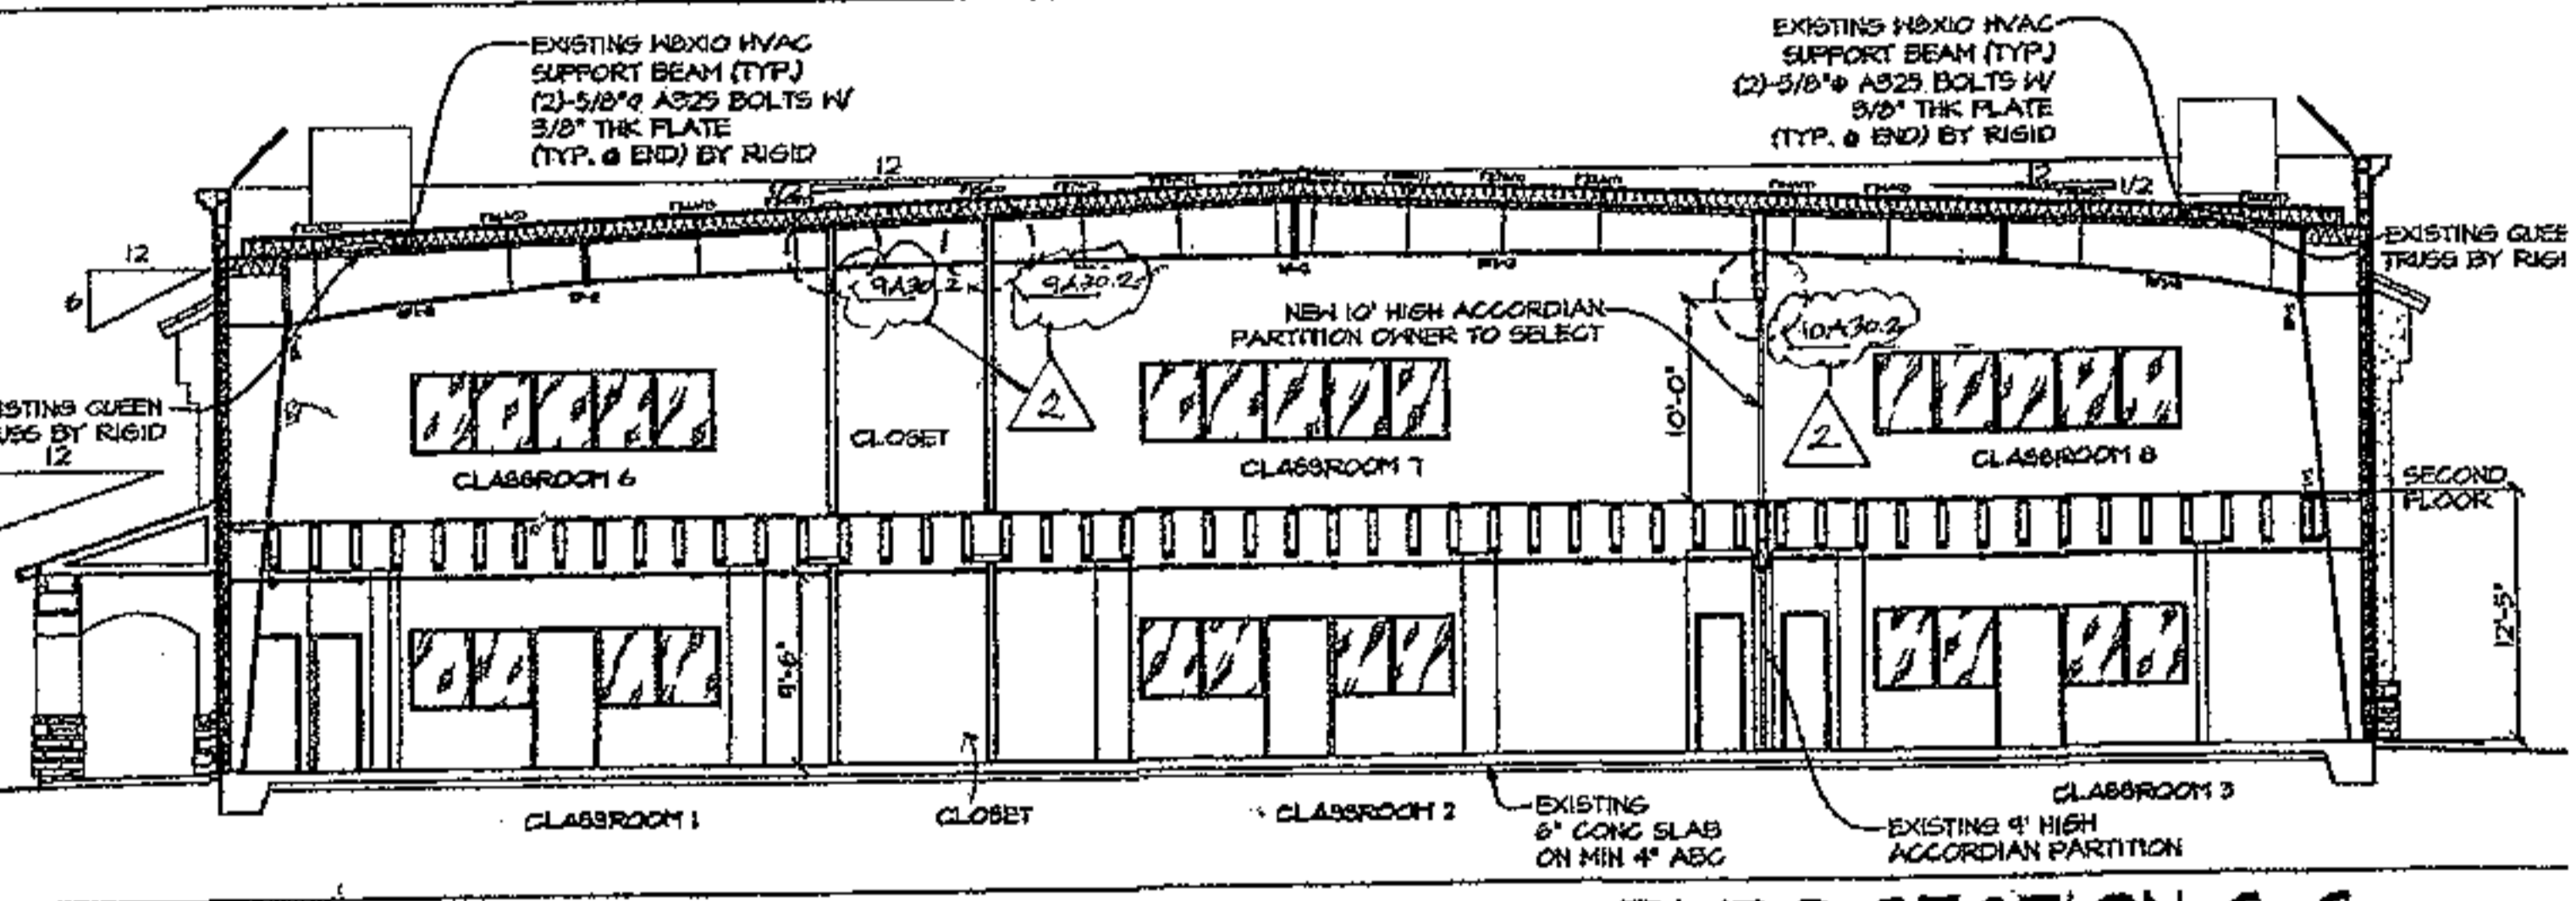 EXISTING W8X10 HVAC
SUPPORT BEAM (TYP.)
(2)-5/8"φ A325 BOLTS W/
3/8" THK PLATE
(TYP. @ END) BY RIGID
EXISTING W8X10 HVAC
SUPPORT BEAM (TYP.)
(2)-5/8"φ A325 BOLTS W/
3/8" THK PLATE
(TYP. @ END) BY RIGID
12
12
1/2
12
6
EXISTING QUEE
TRUSS BY RIGI
9A30.2
9A30.2
10A30.2
NEW 10' HIGH ACCORDIAN
PARTITION OWNER TO SELECT
10'-0"
2
2
ISTING QUEEN
USS BY RIGID
12
CLOSET
CLASSROOM 6
CLASSROOM 7
CLASSROOM 8
SECOND
FLOOR
12'-5"
9'-6"
CLASSROOM 1
CLOSET
CLASSROOM 2
CLASSROOM 3
EXISTING
6" CONC SLAB
ON MIN 4" ABC
EXISTING 9' HIGH
ACCORDIAN PARTITION